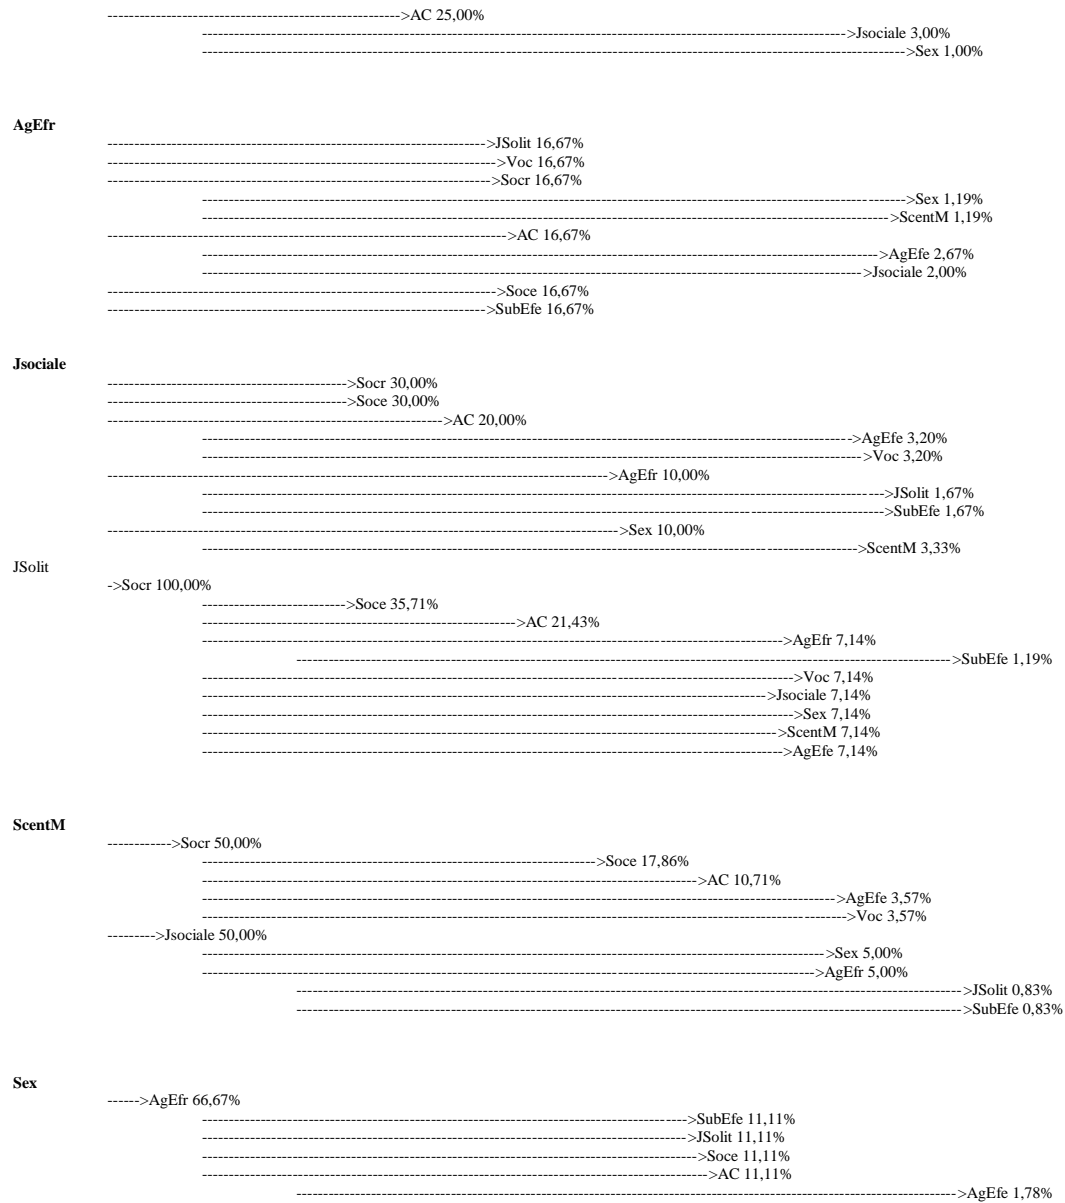 ->AC 25,00%
->Jsociale 3,00%
->Sex 1,00%
AgEfr
->JSolit 16,67%
->Voc 16,67%
->Socr 16,67%
->Sex 1,19%
->ScentM 1,19%
->AC 16,67%
->AgEfe 2,67%
->Jsociale 2,00%
->Soce 16,67%
->SubEfe 16,67%
Jsociale
->Socr 30,00%
->Soce 30,00%
->AC 20,00%
->AgEfe 3,20%
->Voc 3,20%
->AgEfr 10,00%
->JSolit 1,67%
->SubEfe 1,67%
->Sex 10,00%
->ScentM 3,33%
JSolit
->Socr 100,00%
->Soce 35,71%
->AC 21,43%
->AgEfr 7,14%
->SubEfe 1,19%
->Voc 7,14%
->Jsociale 7,14%
->Sex 7,14%
->ScentM 7,14%
->AgEfe 7,14%
ScentM
->Socr 50,00%
->Soce 17,86%
->AC 10,71%
->AgEfe 3,57%
->Voc 3,57%
->Jsociale 50,00%
->Sex 5,00%
->AgEfr 5,00%
->JSolit 0,83%
->SubEfe 0,83%
Sex
->AgEfr 66,67%
->SubEfe 11,11%
->JSolit 11,11%
->Soce 11,11%
->AC 11,11%
->AgEfe 1,78%